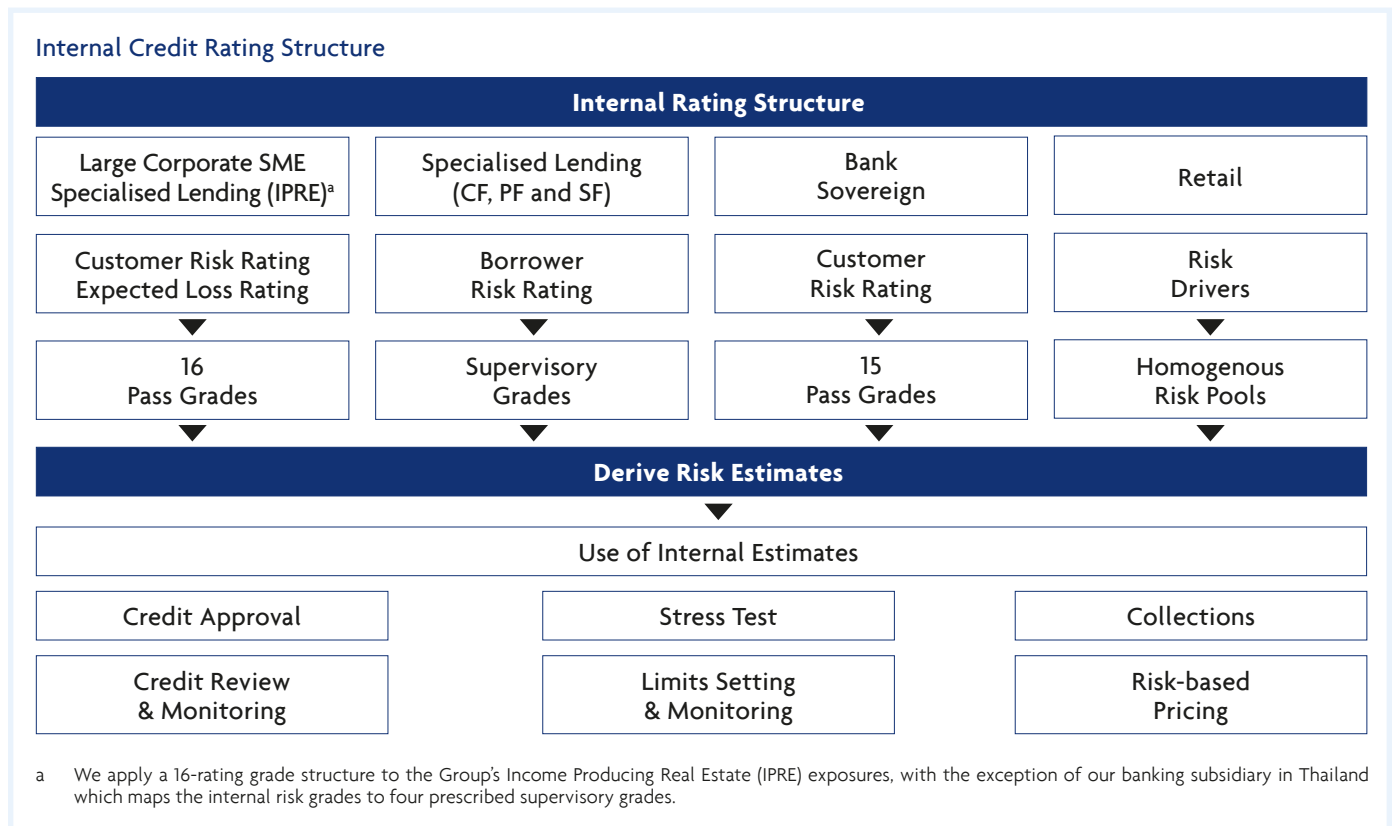 Internal Credit Rating Structure
Internal Rating Structure
Large Corporate SME
Specialised Lending (IPRE)ᵃ
Specialised Lending
(CF, PF and SF)
Bank
Sovereign
Retail
Customer Risk Rating
Expected Loss Rating
Borrower
Risk Rating
Customer
Risk Rating
Risk
Drivers
16
Pass Grades
Supervisory
Grades
15
Pass Grades
Homogenous
Risk Pools
Derive Risk Estimates
Use of Internal Estimates
Credit Approval
Stress Test
Collections
Credit Review
& Monitoring
Limits Setting
& Monitoring
Risk-based
Pricing
a We apply a 16-rating grade structure to the Group’s Income Producing Real Estate (IPRE) exposures, with the exception of our banking subsidiary in Thailand
which maps the internal risk grades to four prescribed supervisory grades.